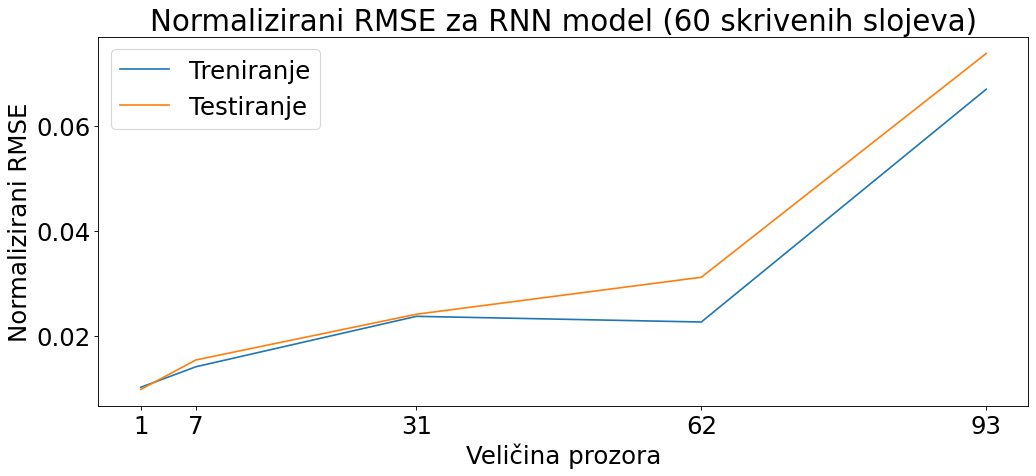 Normalizirani RMSE za RNN model (60 skrivenih slojeva)
Treniranje
Testiranje
Normalizirani RMSE
0.06
0.04
0.02
1 7 31 62 93
Veličina prozora